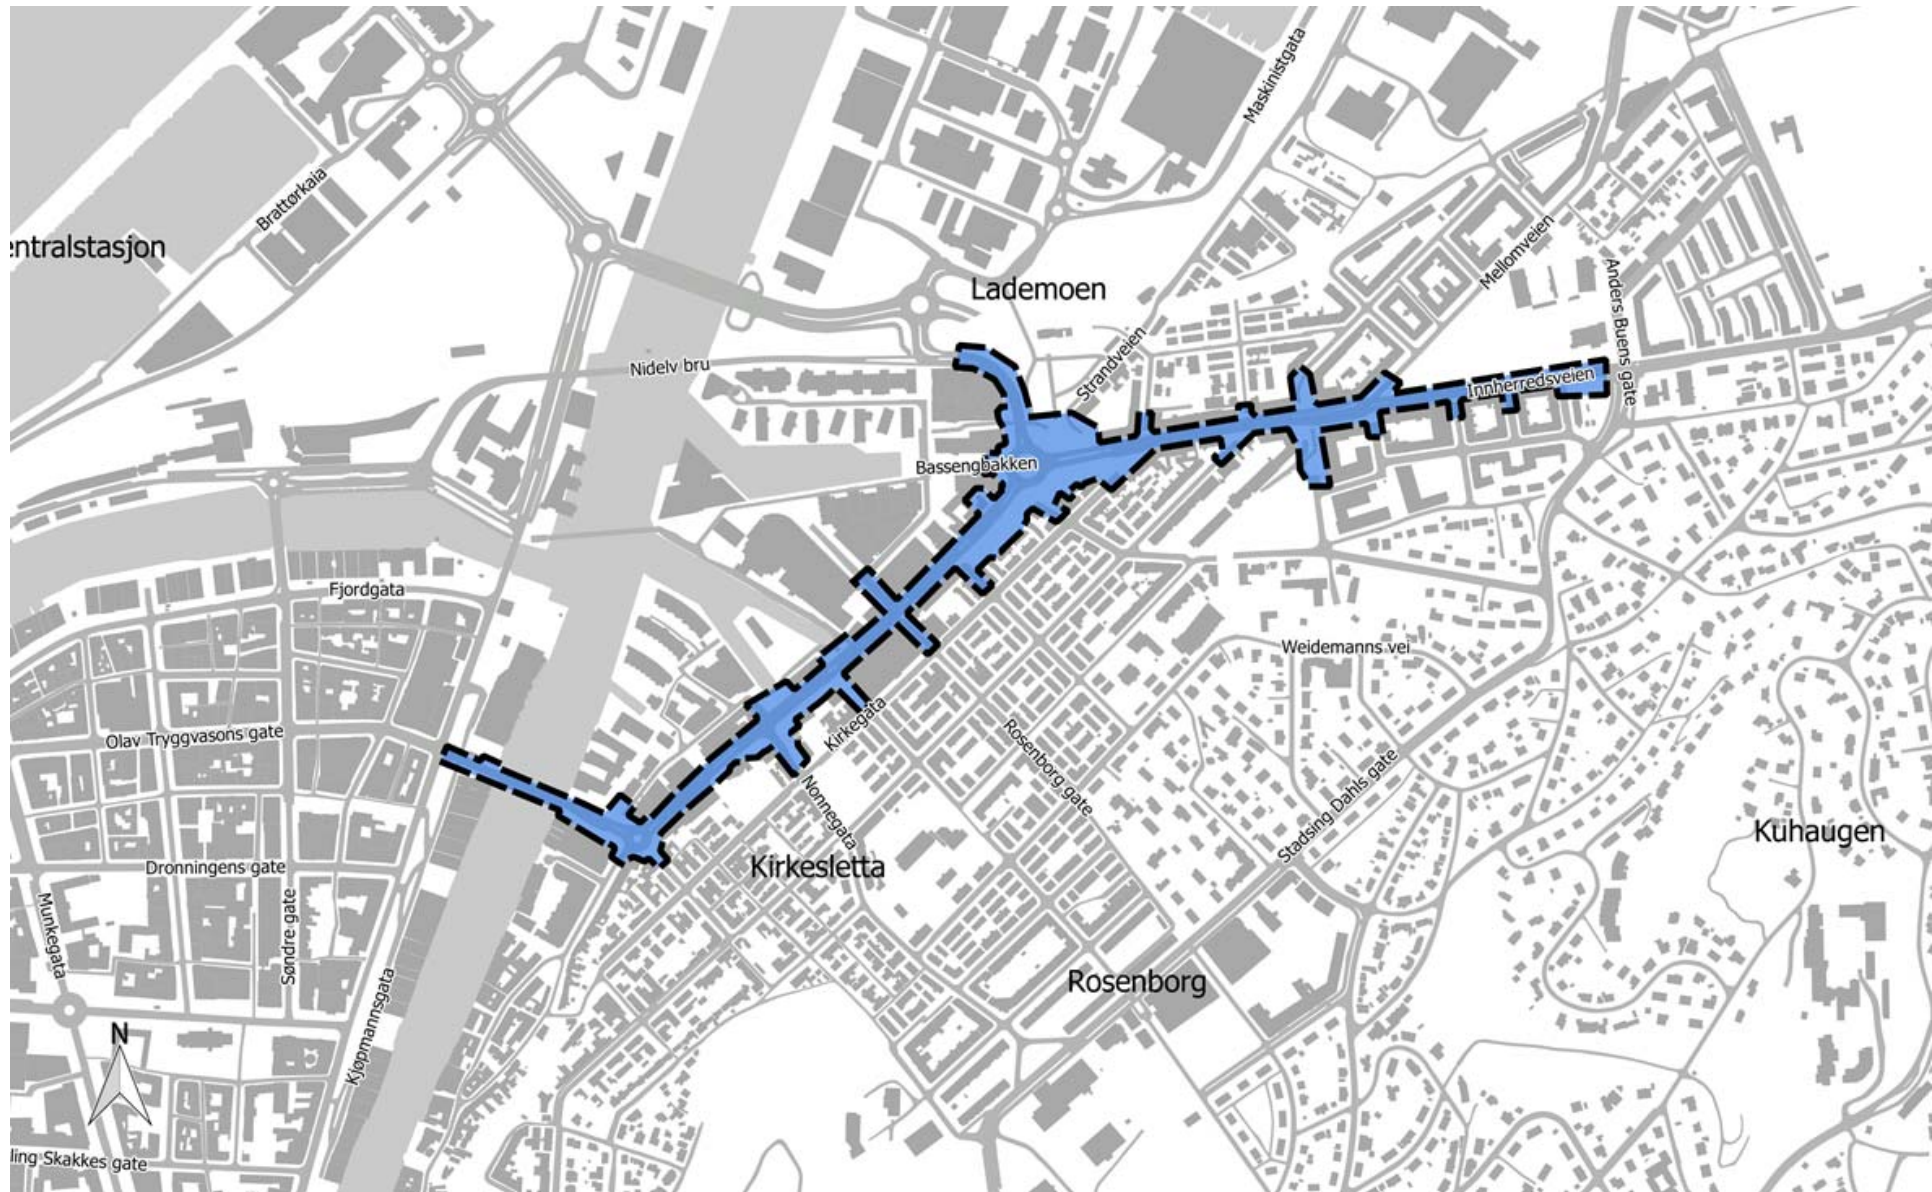 Maskinistgata
Brattørkaia
entralstasjon
Lademoen
Mellomveien
Anders Buens gate
Strandveien
Nidelv bru
Innherredsveien
Bassengbakken
Fjordgata
Weidemanns vei
Kirkegata
Olav Tryggvasons gate
Rosenborg gate
Nonnegata
Stadsing Dahls gate
Kuhaugen
Kirkesletta
Dronningens gate
Munkegata
Søndre gate
Rosenborg
Kjøpmannsgata
N
ling Skakkes gate